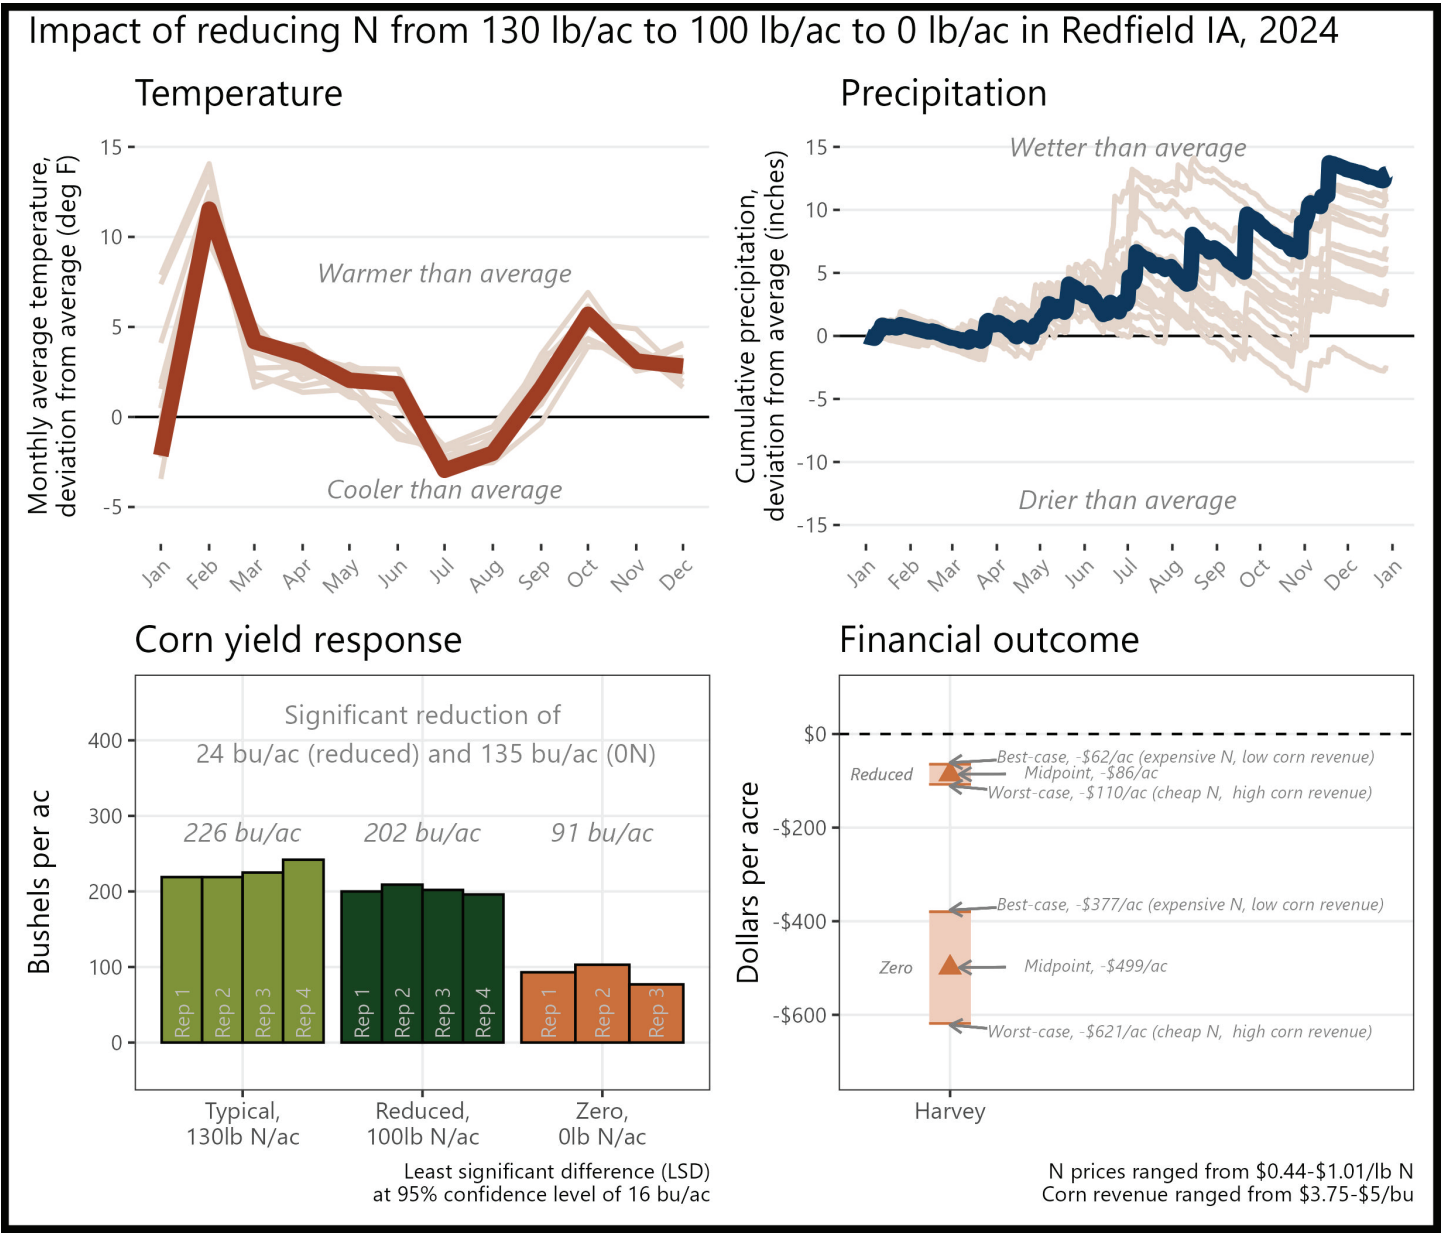 Impact of reducing N from 130 lb/ac to 100 lb/ac to 0 lb/ac in Redfield IA, 2024
Temperature
Monthly average temperature,
deviation from average (deg F)
15
10
5
0
-5
Warmer than average
Cooler than average
Jan
Feb
Mar
Apr
May
Jun
Jul
Aug
Sep
Oct
Nov
Dec
Precipitation
Cumulative precipitation,
deviation from average (inches)
15
10
5
0
-5
-10
-15
Wetter than average
Drier than average
Jan
Feb
Mar
Apr
May
Jun
Jul
Aug
Sep
Oct
Nov
Dec
Jan
Corn yield response
Bushels per ac
400
300
200
100
0
Significant reduction of
24 bu/ac (reduced) and 135 bu/ac (0N)
226 bu/ac
202 bu/ac
91 bu/ac
Rep 1
Rep 2
Rep 3
Rep 4
Rep 1
Rep 2
Rep 3
Rep 4
Rep 1
Rep 2
Rep 3
Typical,
130lb N/ac
Reduced,
100lb N/ac
Zero,
0lb N/ac
Least significant difference (LSD)
at 95% confidence level of 16 bu/ac
Financial outcome
Dollars per acre
$0
-$200
-$400
-$600
Reduced
Best-case, -$62/ac (expensive N, low corn revenue)
Midpoint, -$86/ac
Worst-case, -$110/ac (cheap N, high corn revenue)
Zero
Best-case, -$377/ac (expensive N, low corn revenue)
Midpoint, -$499/ac
Worst-case, -$621/ac (cheap N, high corn revenue)
Harvey
N prices ranged from $0.44-$1.01/lb N
Corn revenue ranged from $3.75-$5/bu